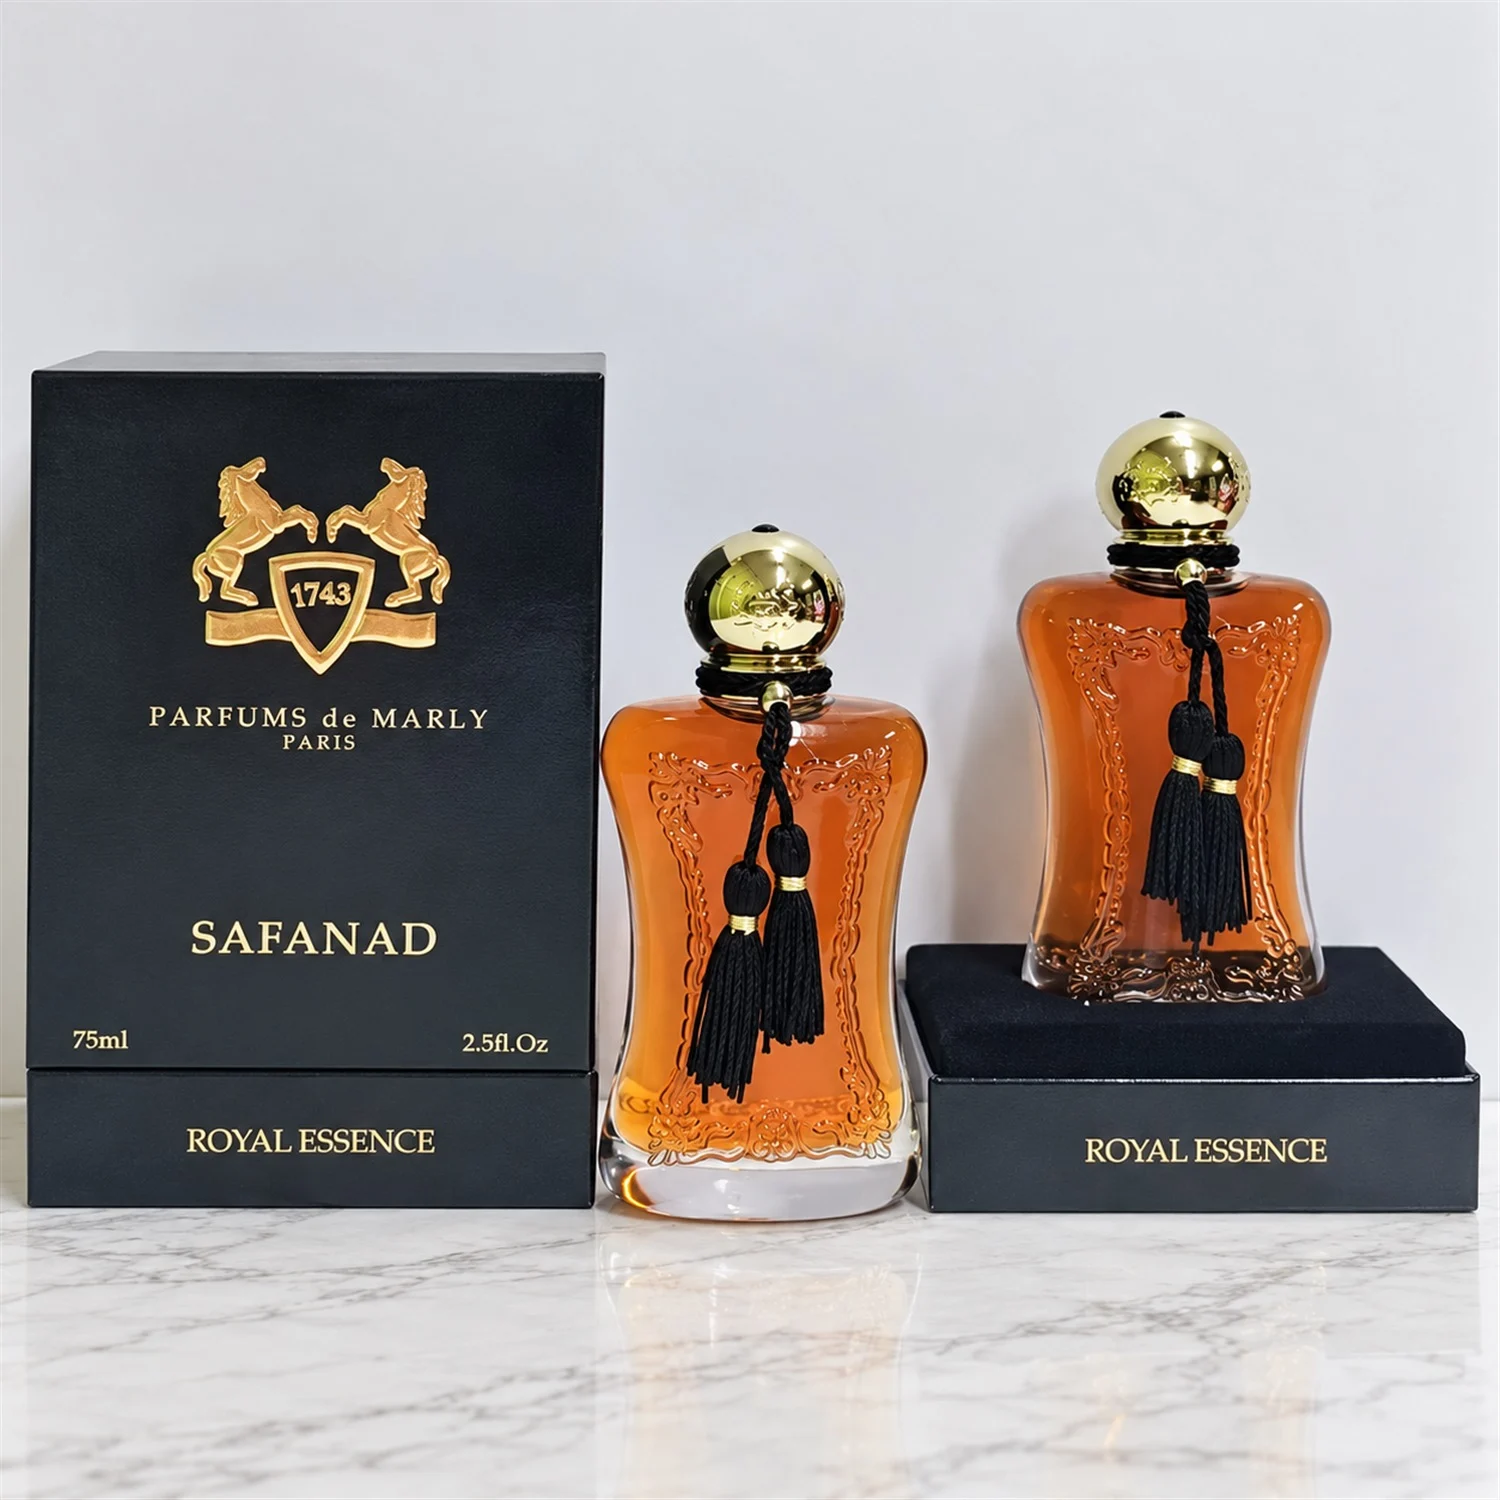 1743
PARFUMS de MARLY
PARIS
SAFANAD
75ml 2.5fl.Oz
ROYAL ESSENCE
ROYAL ESSENCE